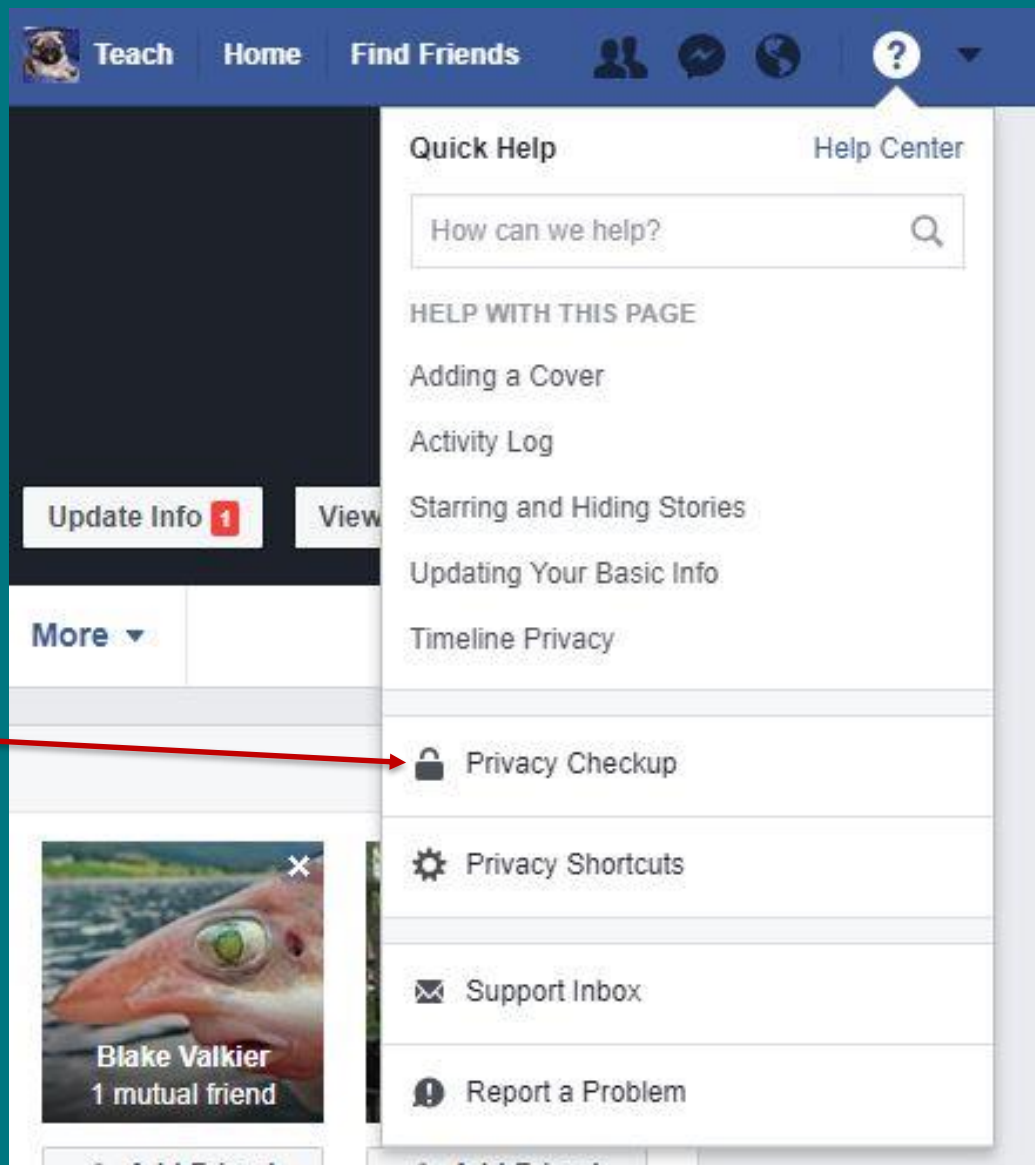 Teach Home Find Friends ?
Quick Help Help Center
How can we help?
HELP WITH THIS PAGE
Adding a Cover
Activity Log
Starring and Hiding Stories
Updating Your Basic Info
Timeline Privacy
Update Info 1 View
More
Privacy Checkup
Privacy Shortcuts
Support Inbox
Report a Problem
Blake Valkier
1 mutual friend